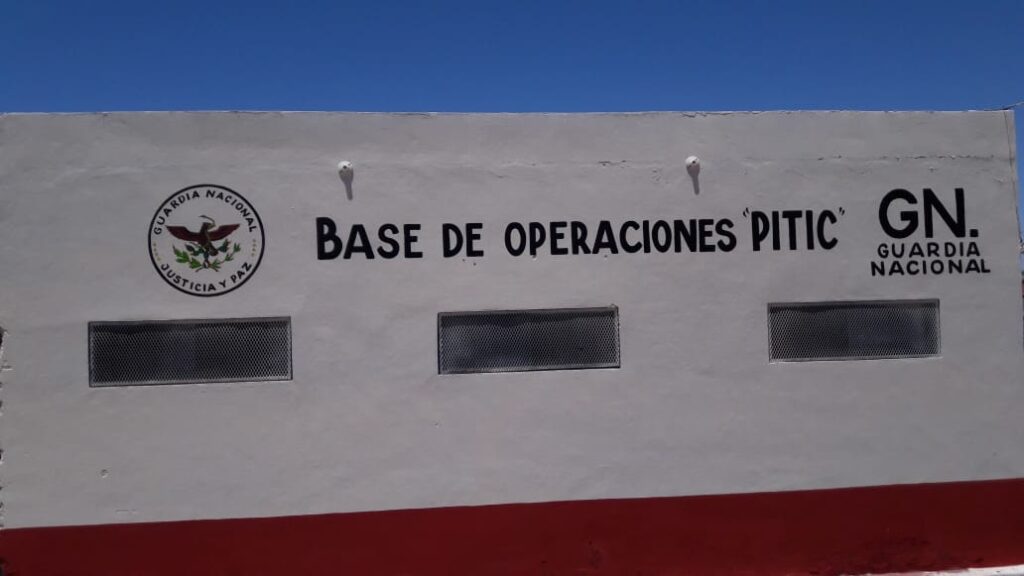 GUARDIA NACIONAL
JUSTICIA Y PAZ
BASE DE OPERACIONES "PITIC"
GN.
GUARDIA
NACIONAL